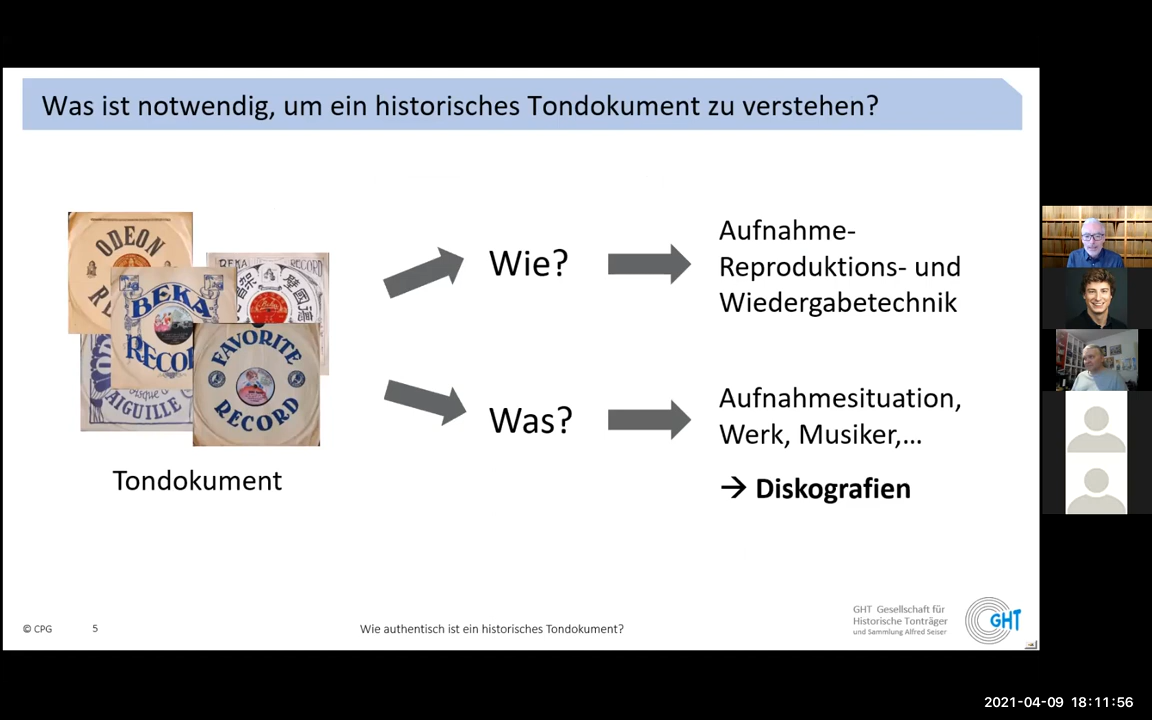 Was ist notwendig, um ein historisches Tondokument zu verstehen?
ODEON
BEKA RECORD
BEKA
FAVORITE
RECORD
AIGUILLE
Tondokument
Wie?
Aufnahme-
Reproduktions- und
Wiedergabetechnik
Was?
Aufnahmesituation,
Werk, Musiker,...
→ Diskografien
© CPG
5
Wie authentisch ist ein historisches Tondokument?
GHT Gesellschaft für
Historische Tonträger
und Sammlung Alfred Seiser
GHT
2021-04-09 18:11:56